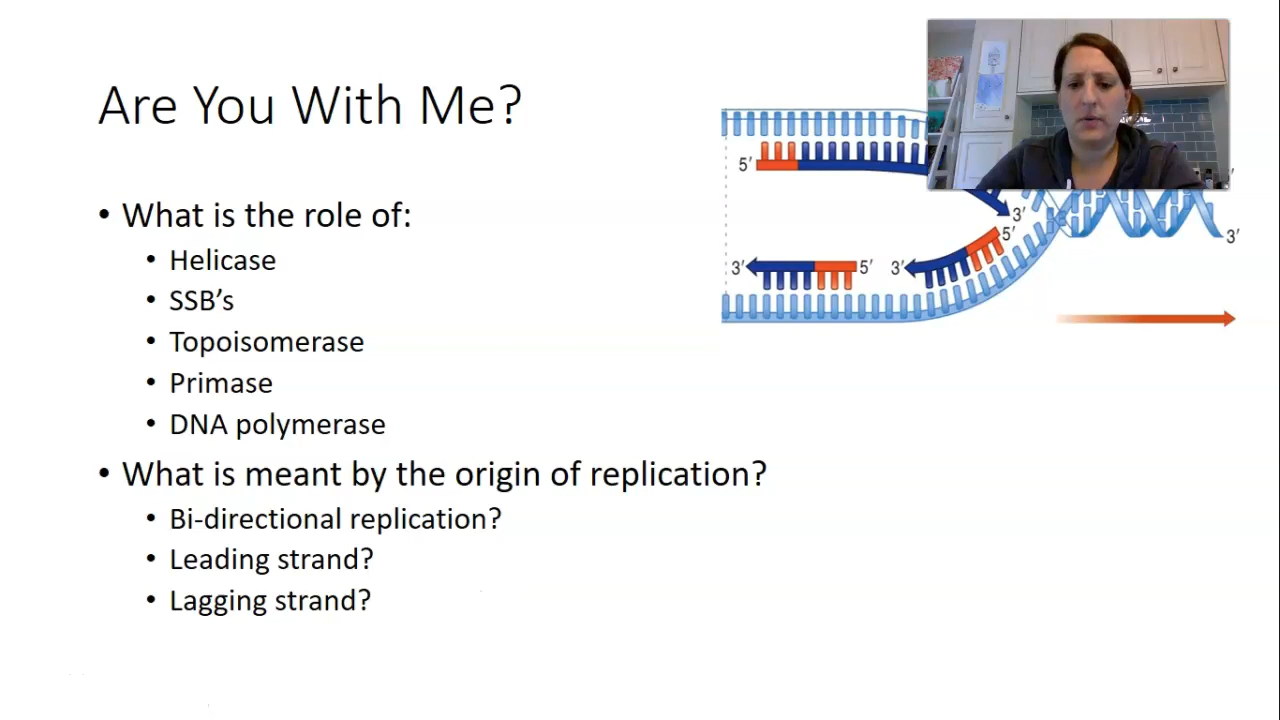 Are You With Me?
• What is the role of:
• Helicase
• SSB's
• Topoisomerase
• Primase
• DNA polymerase
• What is meant by the origin of replication?
• Bi-directional replication?
• Leading strand?
• Lagging strand?
5′
3′
5′
3′
3′
5′
3′